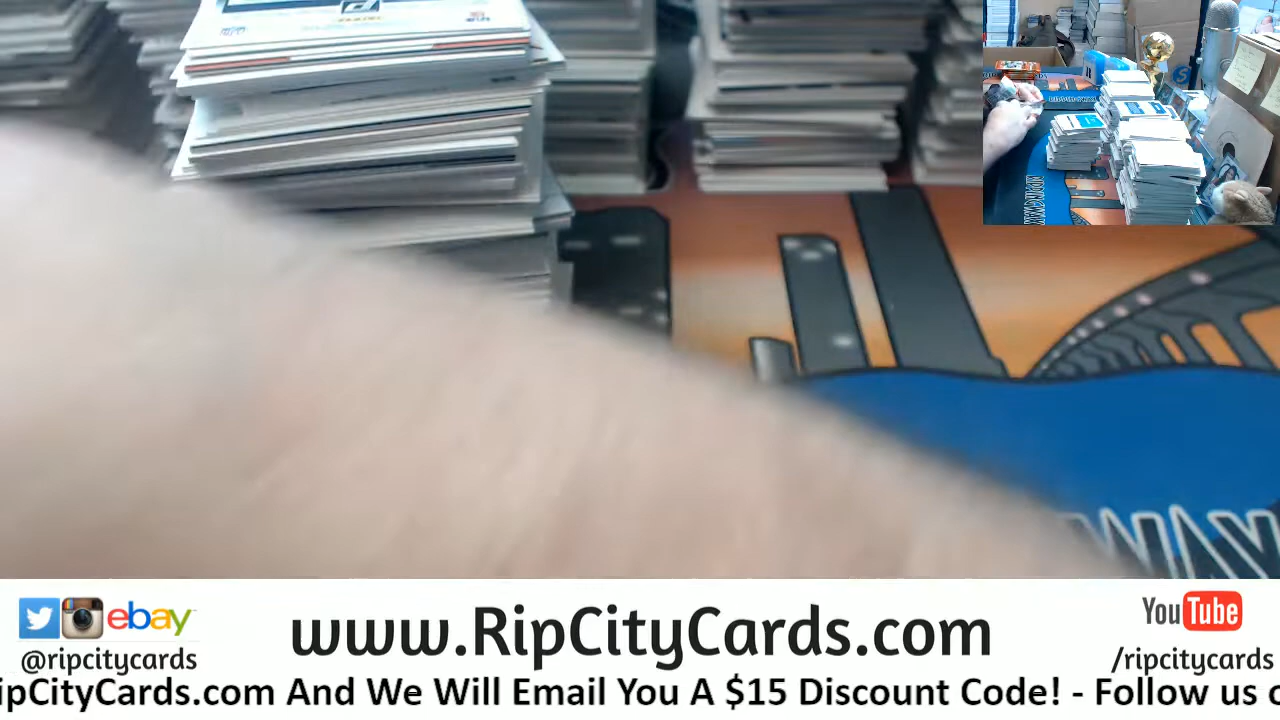 ebay
www.RipCityCards.com
YouTube
@ripcitycards
/ripcitycards
ipCityCards.com And We Will Email You A $15 Discount Code! - Follow us o